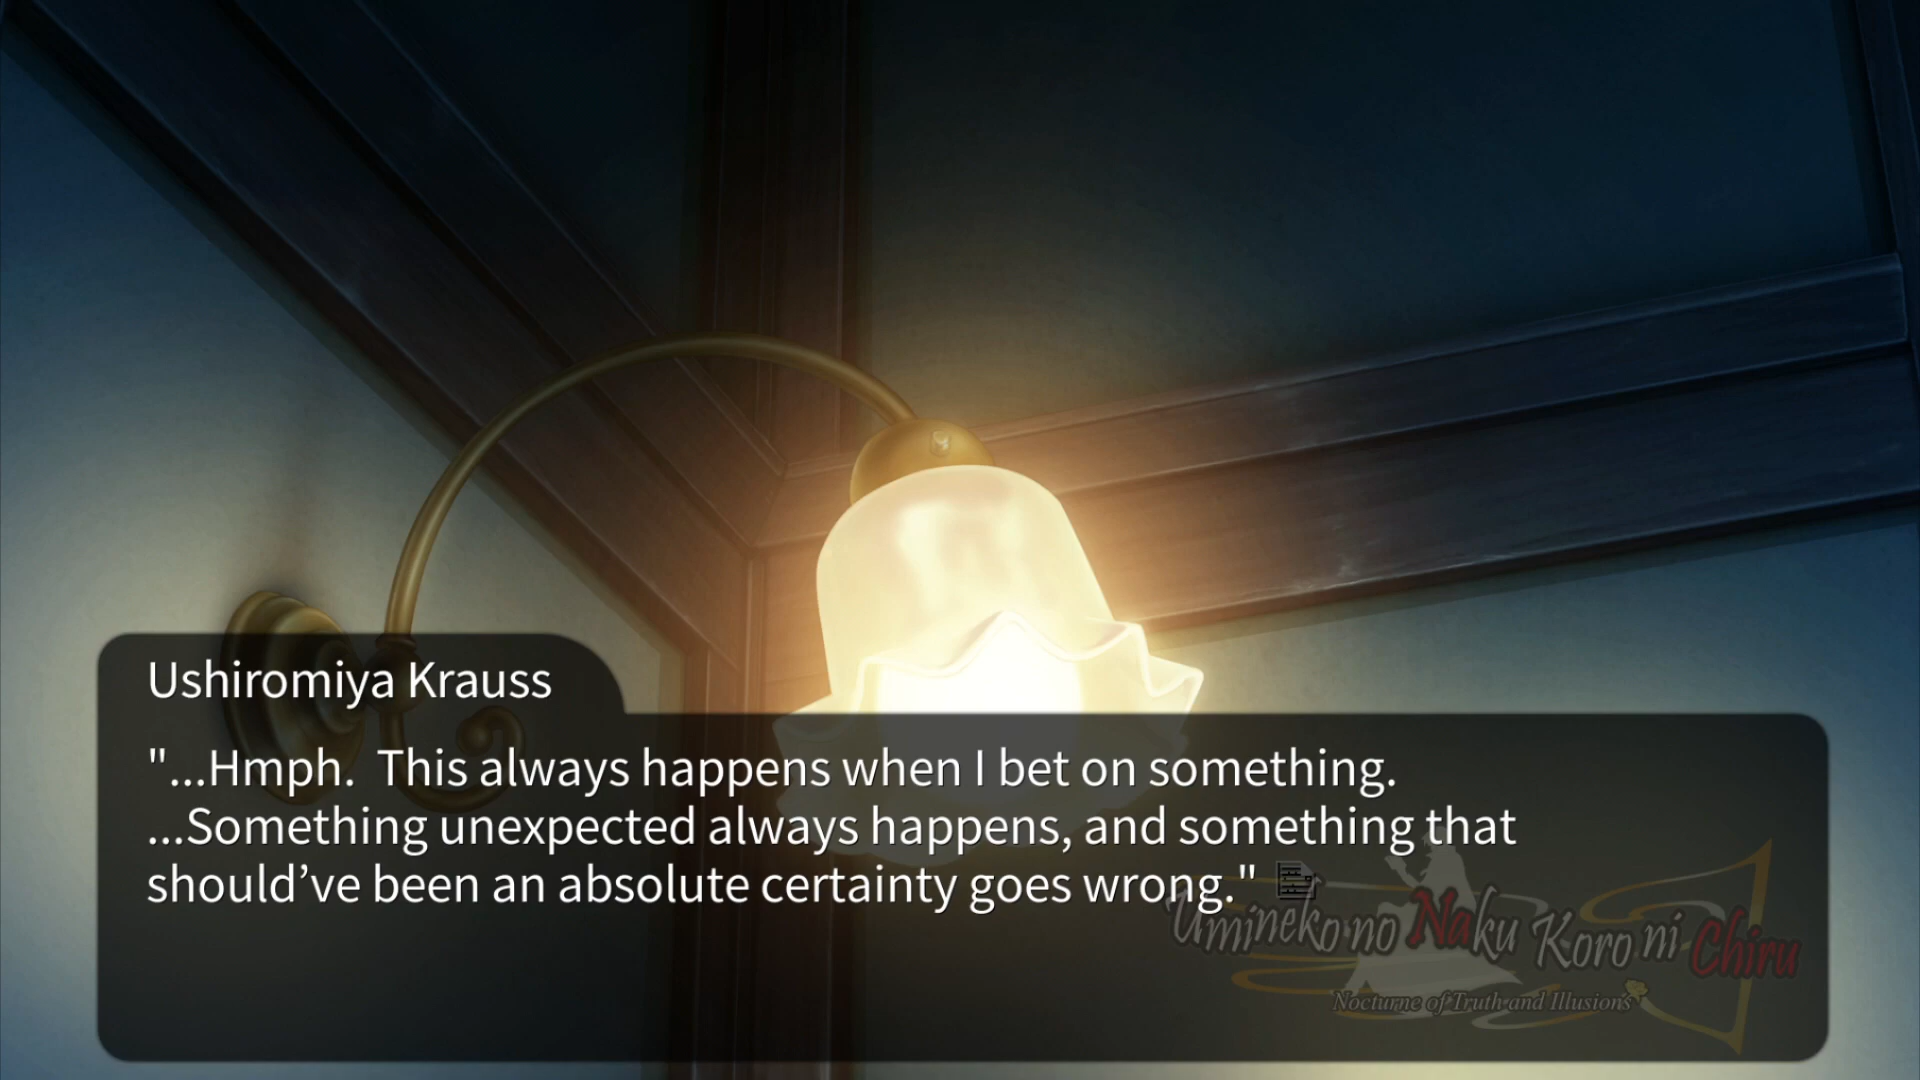 Ushiromiya Krauss
"...Hmph.  This always happens when I bet on something.
...Something unexpected always happens, and something that
should’ve been an absolute certainty goes wrong."
Umineko no Naku Koro ni Chiru
Nocturne of Truth and Illusions